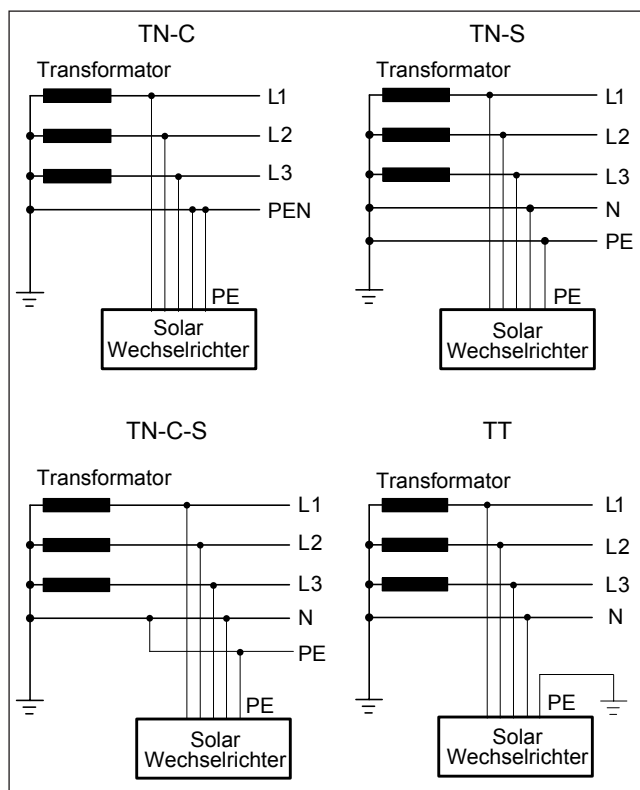 TN-C
Transformator
L1
L2
L3
PEN
PE
Solar
Wechselrichter
TN-S
Transformator
L1
L2
L3
N
PE
PE
Solar
Wechselrichter
TN-C-S
Transformator
L1
L2
L3
N
PE
PE
Solar
Wechselrichter
TT
Transformator
L1
L2
L3
N
PE
Solar
Wechselrichter